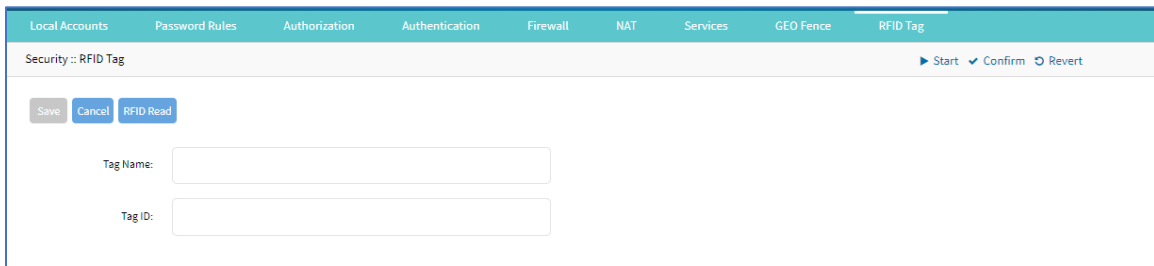 Local Accounts Password Rules Authorization Authentication Firewall NAT Services GEO Fence RFID Tag
Security :: RFID Tag Start Confirm Revert
Save Cancel RFID Read
Tag Name:
Tag ID: